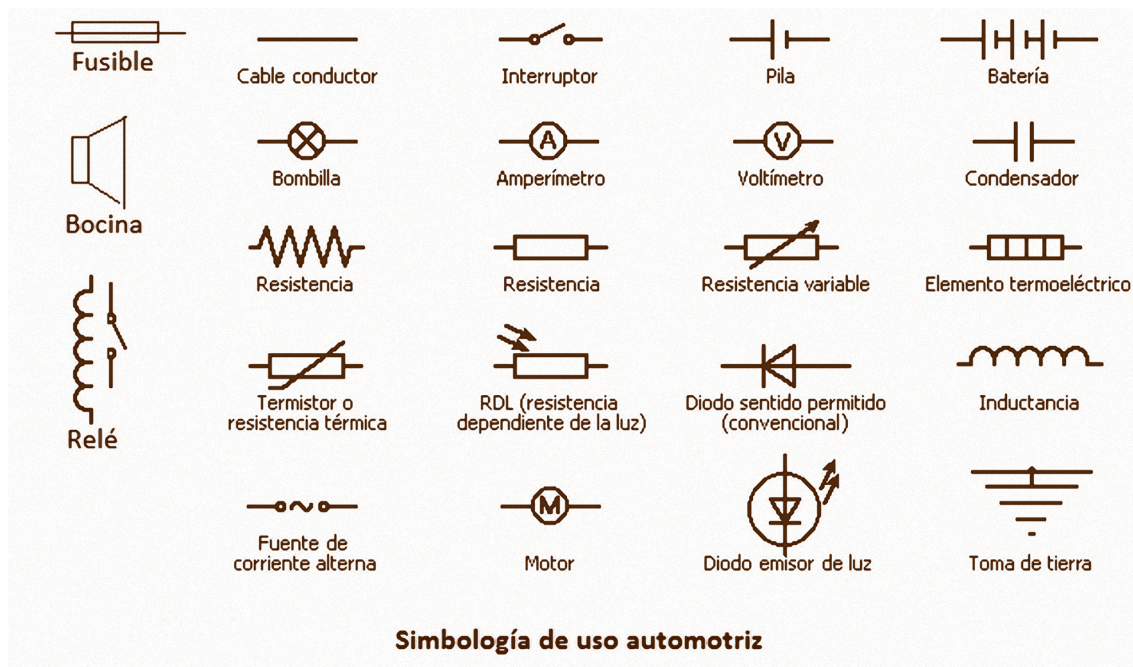 Fusible
Cable conductor
Interruptor
Pila
Batería
Bocina
Bombilla
A
Amperímetro
V
Voltímetro
Condensador
Resistencia
Resistencia
Resistencia variable
Elemento termoeléctrico
Relé
Termistor o
resistencia térmica
RDL (resistencia
dependiente de la luz)
Diodo sentido permitido
(convencional)
Inductancia
Fuente de
corriente alterna
M
Motor
Diodo emisor de luz
Toma de tierra
Simbología de uso automotriz